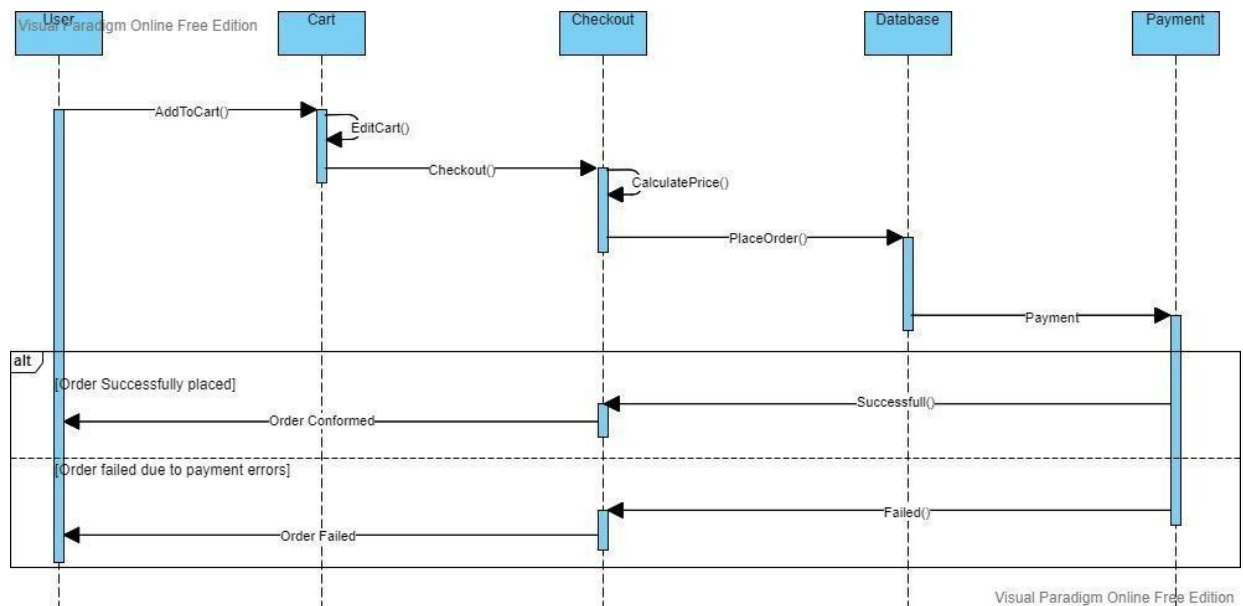 Visual Paradigm Online Free Edition
User
Cart
Checkout
Database
Payment
AddToCart()
EditCart()
Checkout()
CalculatePrice()
PlaceOrder()
Payment
alt
[Order Successfully placed]
Successfull()
Order Conformed
[Order failed due to payment errors]
Failed()
Order Failed
Visual Paradigm Online Free Edition